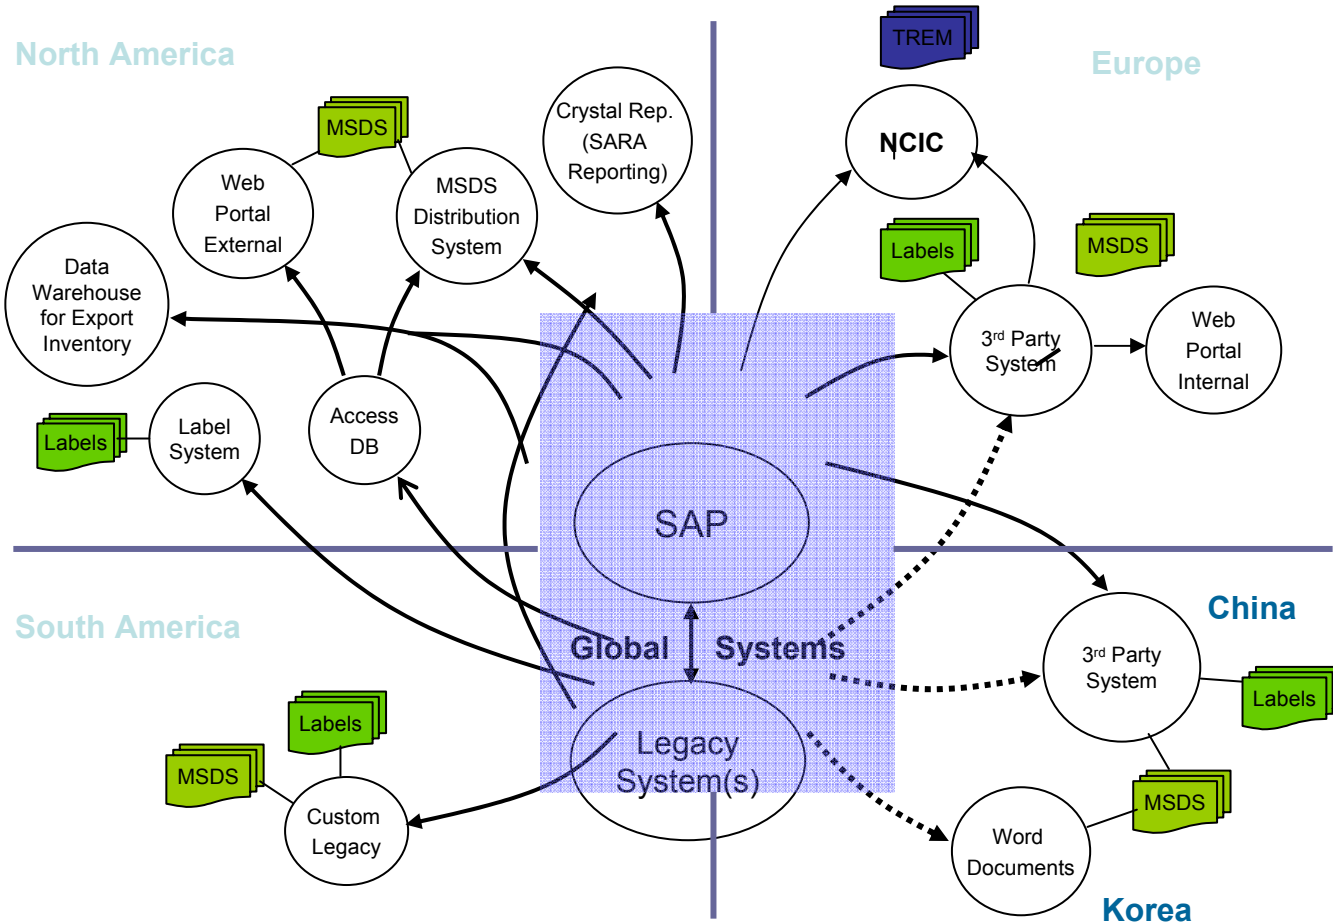 North America
TREM
Europe
MSDS
Crystal Rep.
(SARA
Reporting)
NCIC
Web
Portal
External
MSDS
Distribution
System
Labels
MSDS
Data
Warehouse
for Export
Inventory
3rd Party
System
Web
Portal
Internal
Labels
Label
System
Access
DB
SAP
South America
Global Systems
China
3rd Party
System
Labels
Labels
MSDS
Custom
Legacy
Legacy
System(s)
MSDS
Word
Documents
Korea